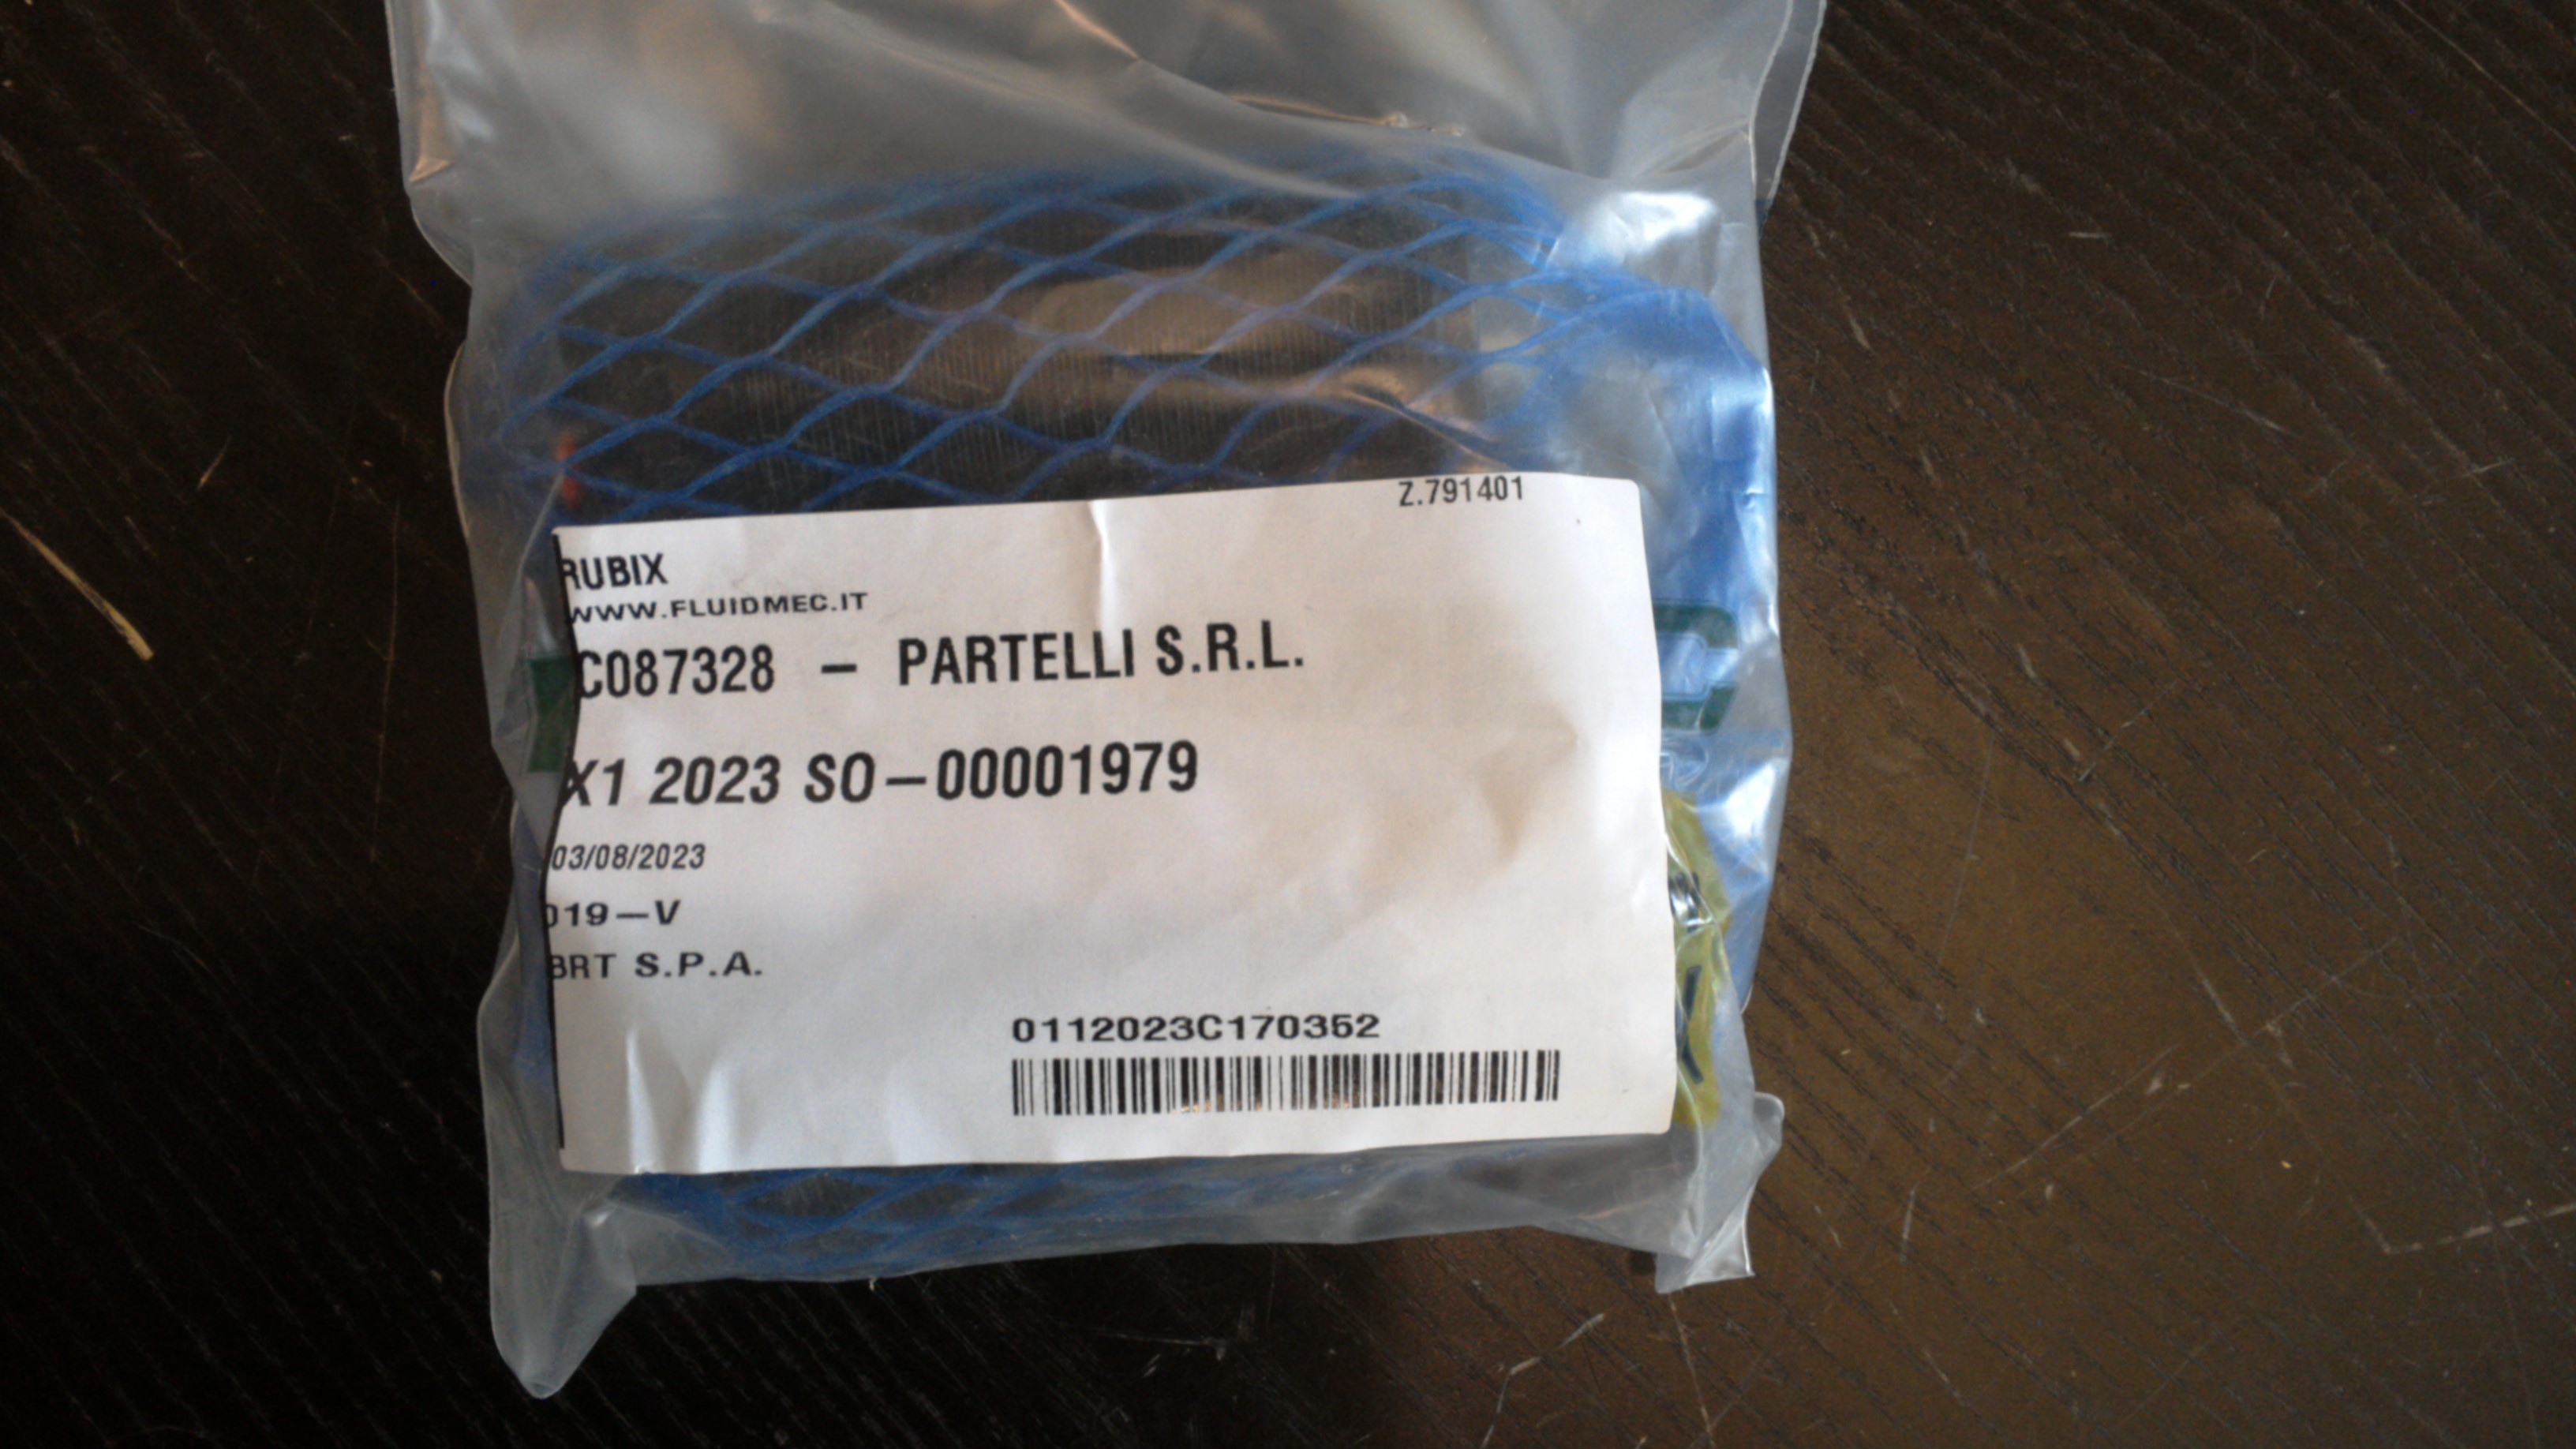 Z.791401
RUBIX
WWW.FLUIDMEC.IT
C087328 – PARTELLI S.R.L.
X1 2023 SO–00001979
03/08/2023
019–V
BRT S.P.A.
0112023C170352